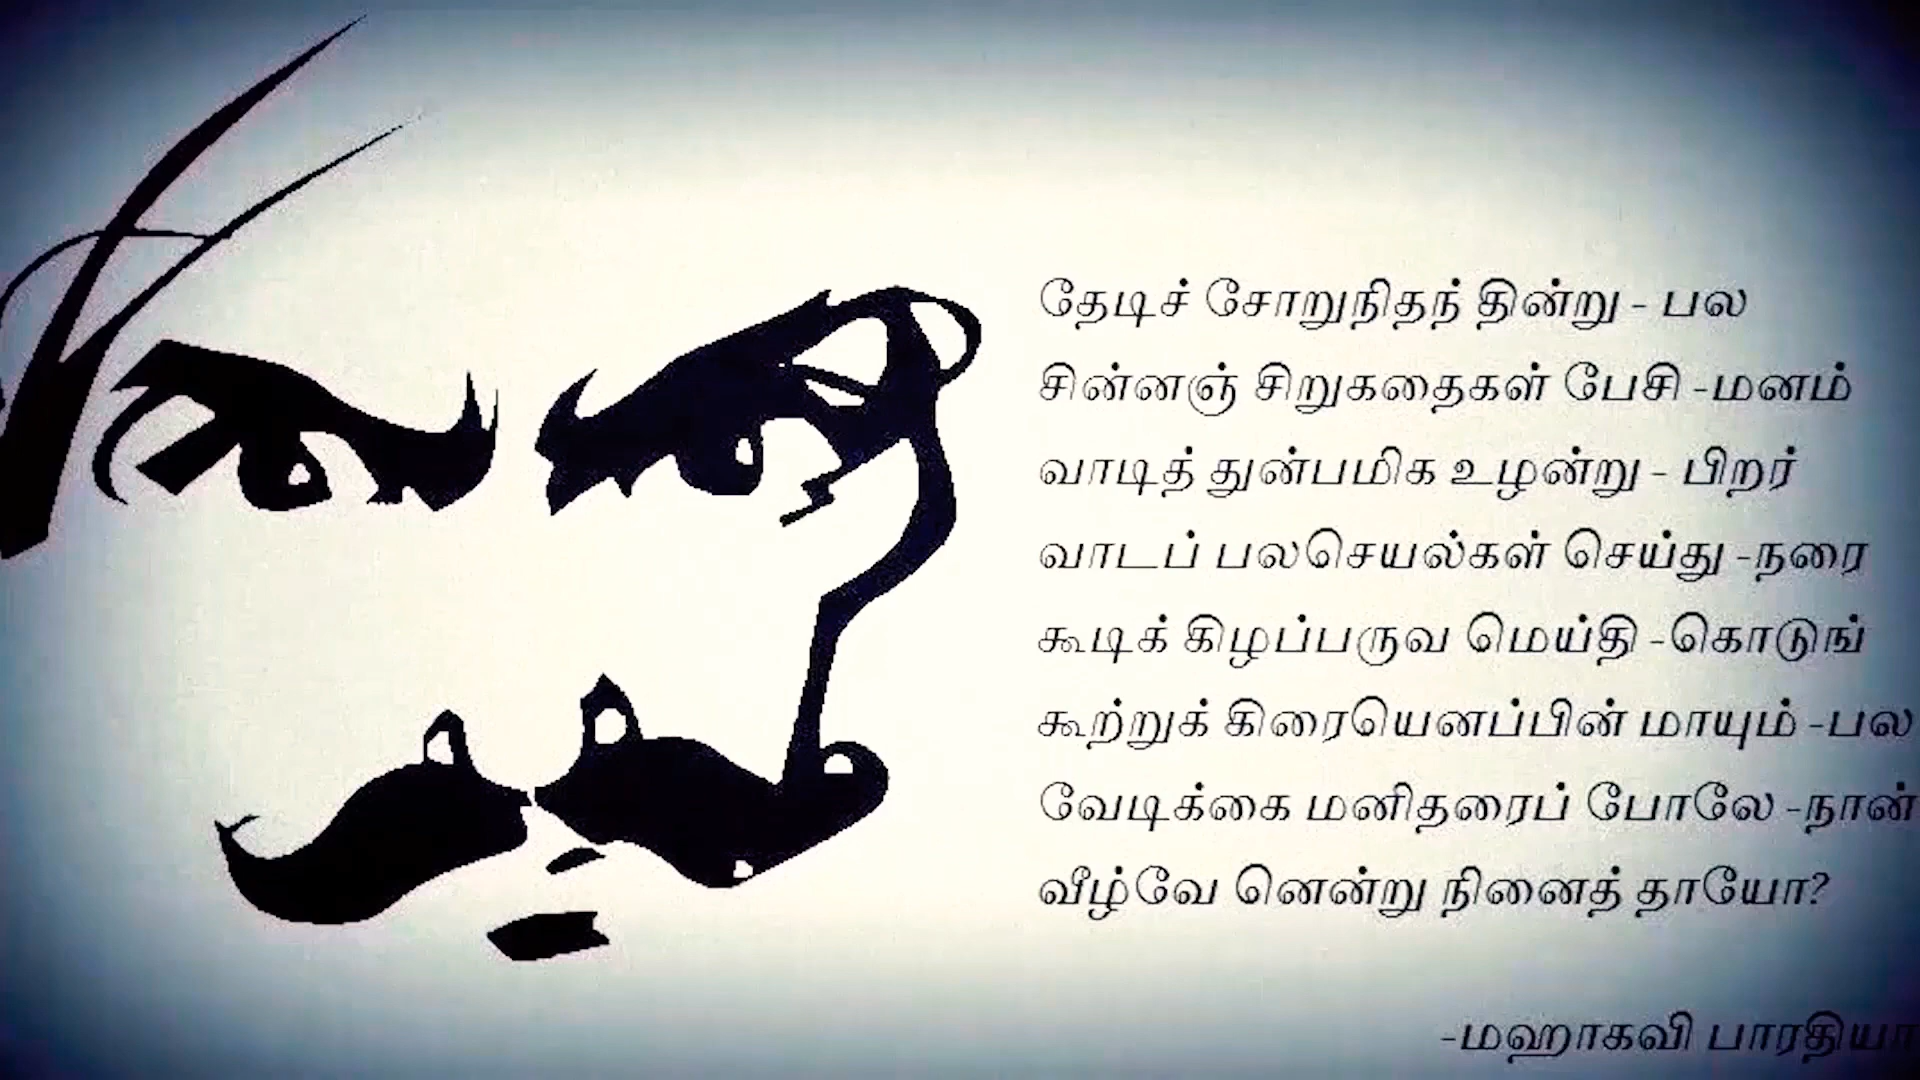 தேடிச் சோறுநிதந் தின்று - பல
சின்னஞ் சிறுகதைகள் பேசி -மனம்
வாடித் துன்பமிக உழன்று - பிறர்
வாடப் பலசெயல்கள் செய்து -நரை
கூடிக் கிழப்பருவ மெய்தி -கொடுங்
கூற்றுக் கிரையெனப்பின் மாயும் -பல
வேடிக்கை மனிதரைப் போலே -நான்
வீழ்வே னென்று நினைத் தாயோ?
-மஹாகவி பாரதியா